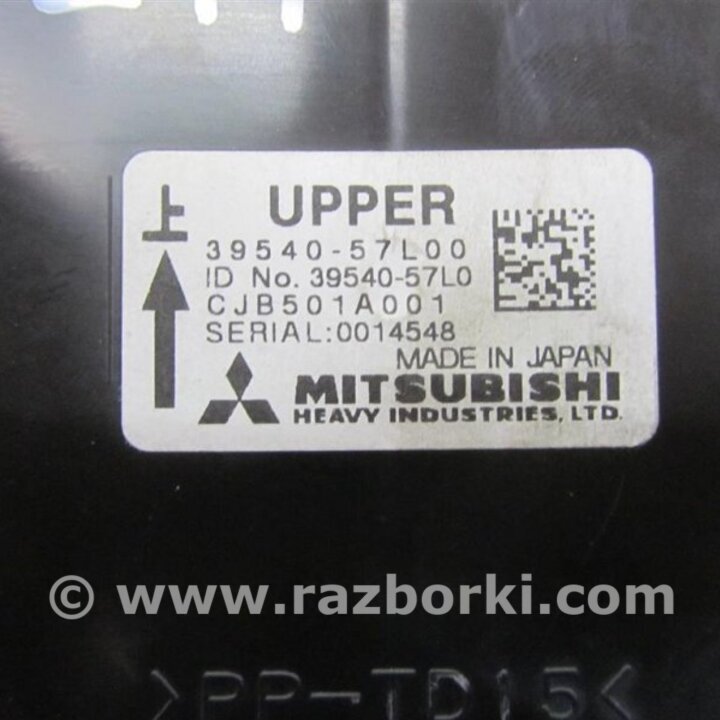 上 UPPER
39540-57L00
ID No. 39540-57L0
CJB501A001
SERIAL:0014548
MADE IN JAPAN
MITSUBISHI
HEAVY INDUSTRIES, LTD.
© www.razborki.com
>PP-TD15<